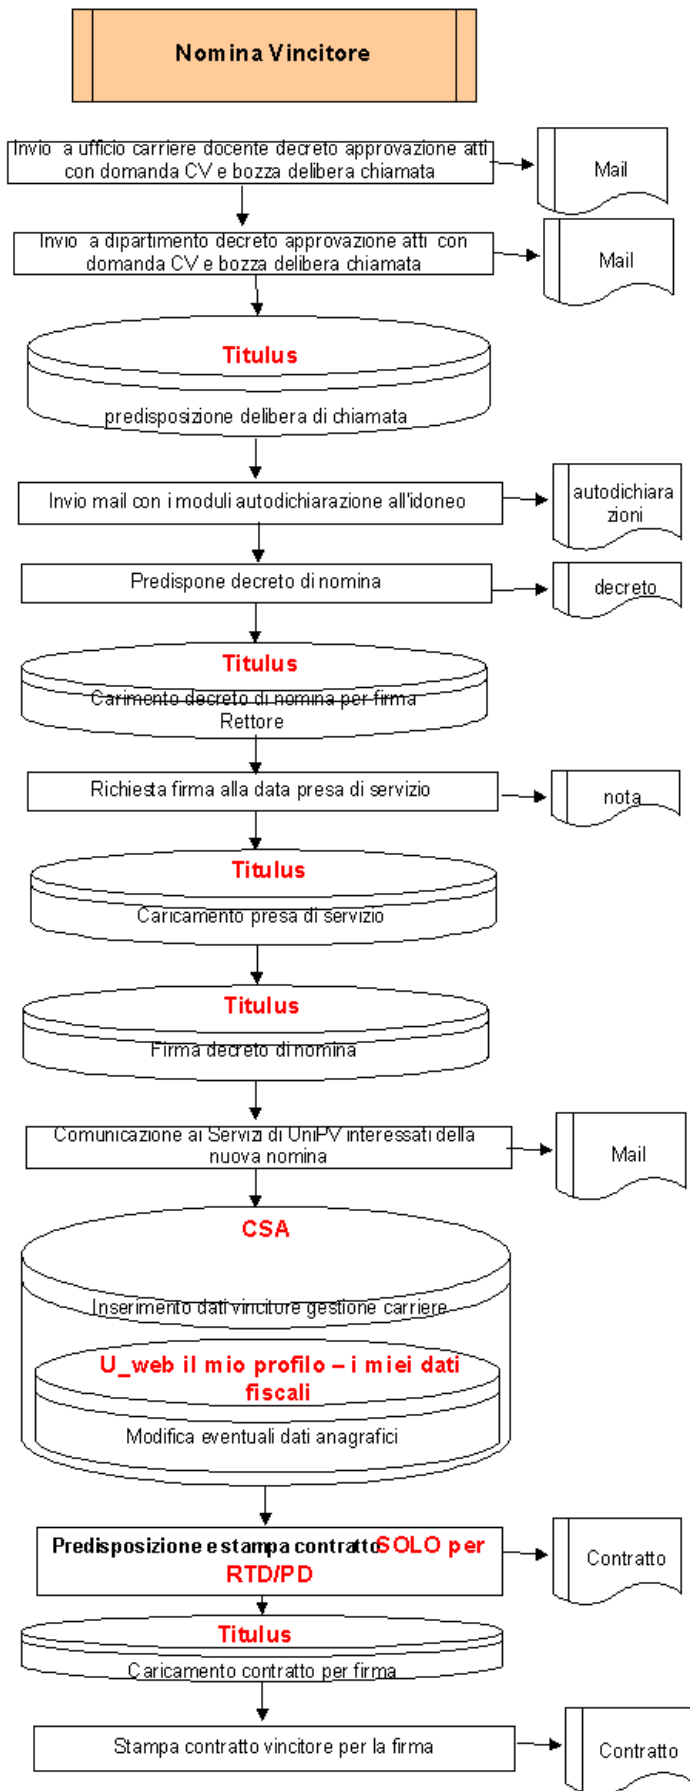 Nomina Vincitore
Invio a ufficio carriere docente decreto approvazione atti
con domanda CV e bozza delibera chiamata
Mail
Invio a dipartimento decreto approvazione atti con
domanda CV e bozza delibera chiamata
Mail
Titulus
predisposizione delibera di chiamata
Invio mail con i moduli autodichiarazione all'idoneo
autodichiara
zioni
Predispone decreto di nomina
decreto
Titulus
Carimento decreto di nomina per firma
Rettore
Richiesta firma alla data presa di servizio
nota
Titulus
Caricamento presa di servizio
Titulus
Firma decreto di nomina
Comunicazione ai Servizi di UniPV interessati della
nuova nomina
Mail
CSA
Inserimento dati vincitore gestione carriere
U_web il mio profilo – i miei dati
fiscali
Modifica eventuali dati anagrafici
Predisposizione e stampa contratto SOLO per
RTD/PD
Contratto
Titulus
Caricamento contratto per firma
Stampa contratto vincitore per la firma
Contratto